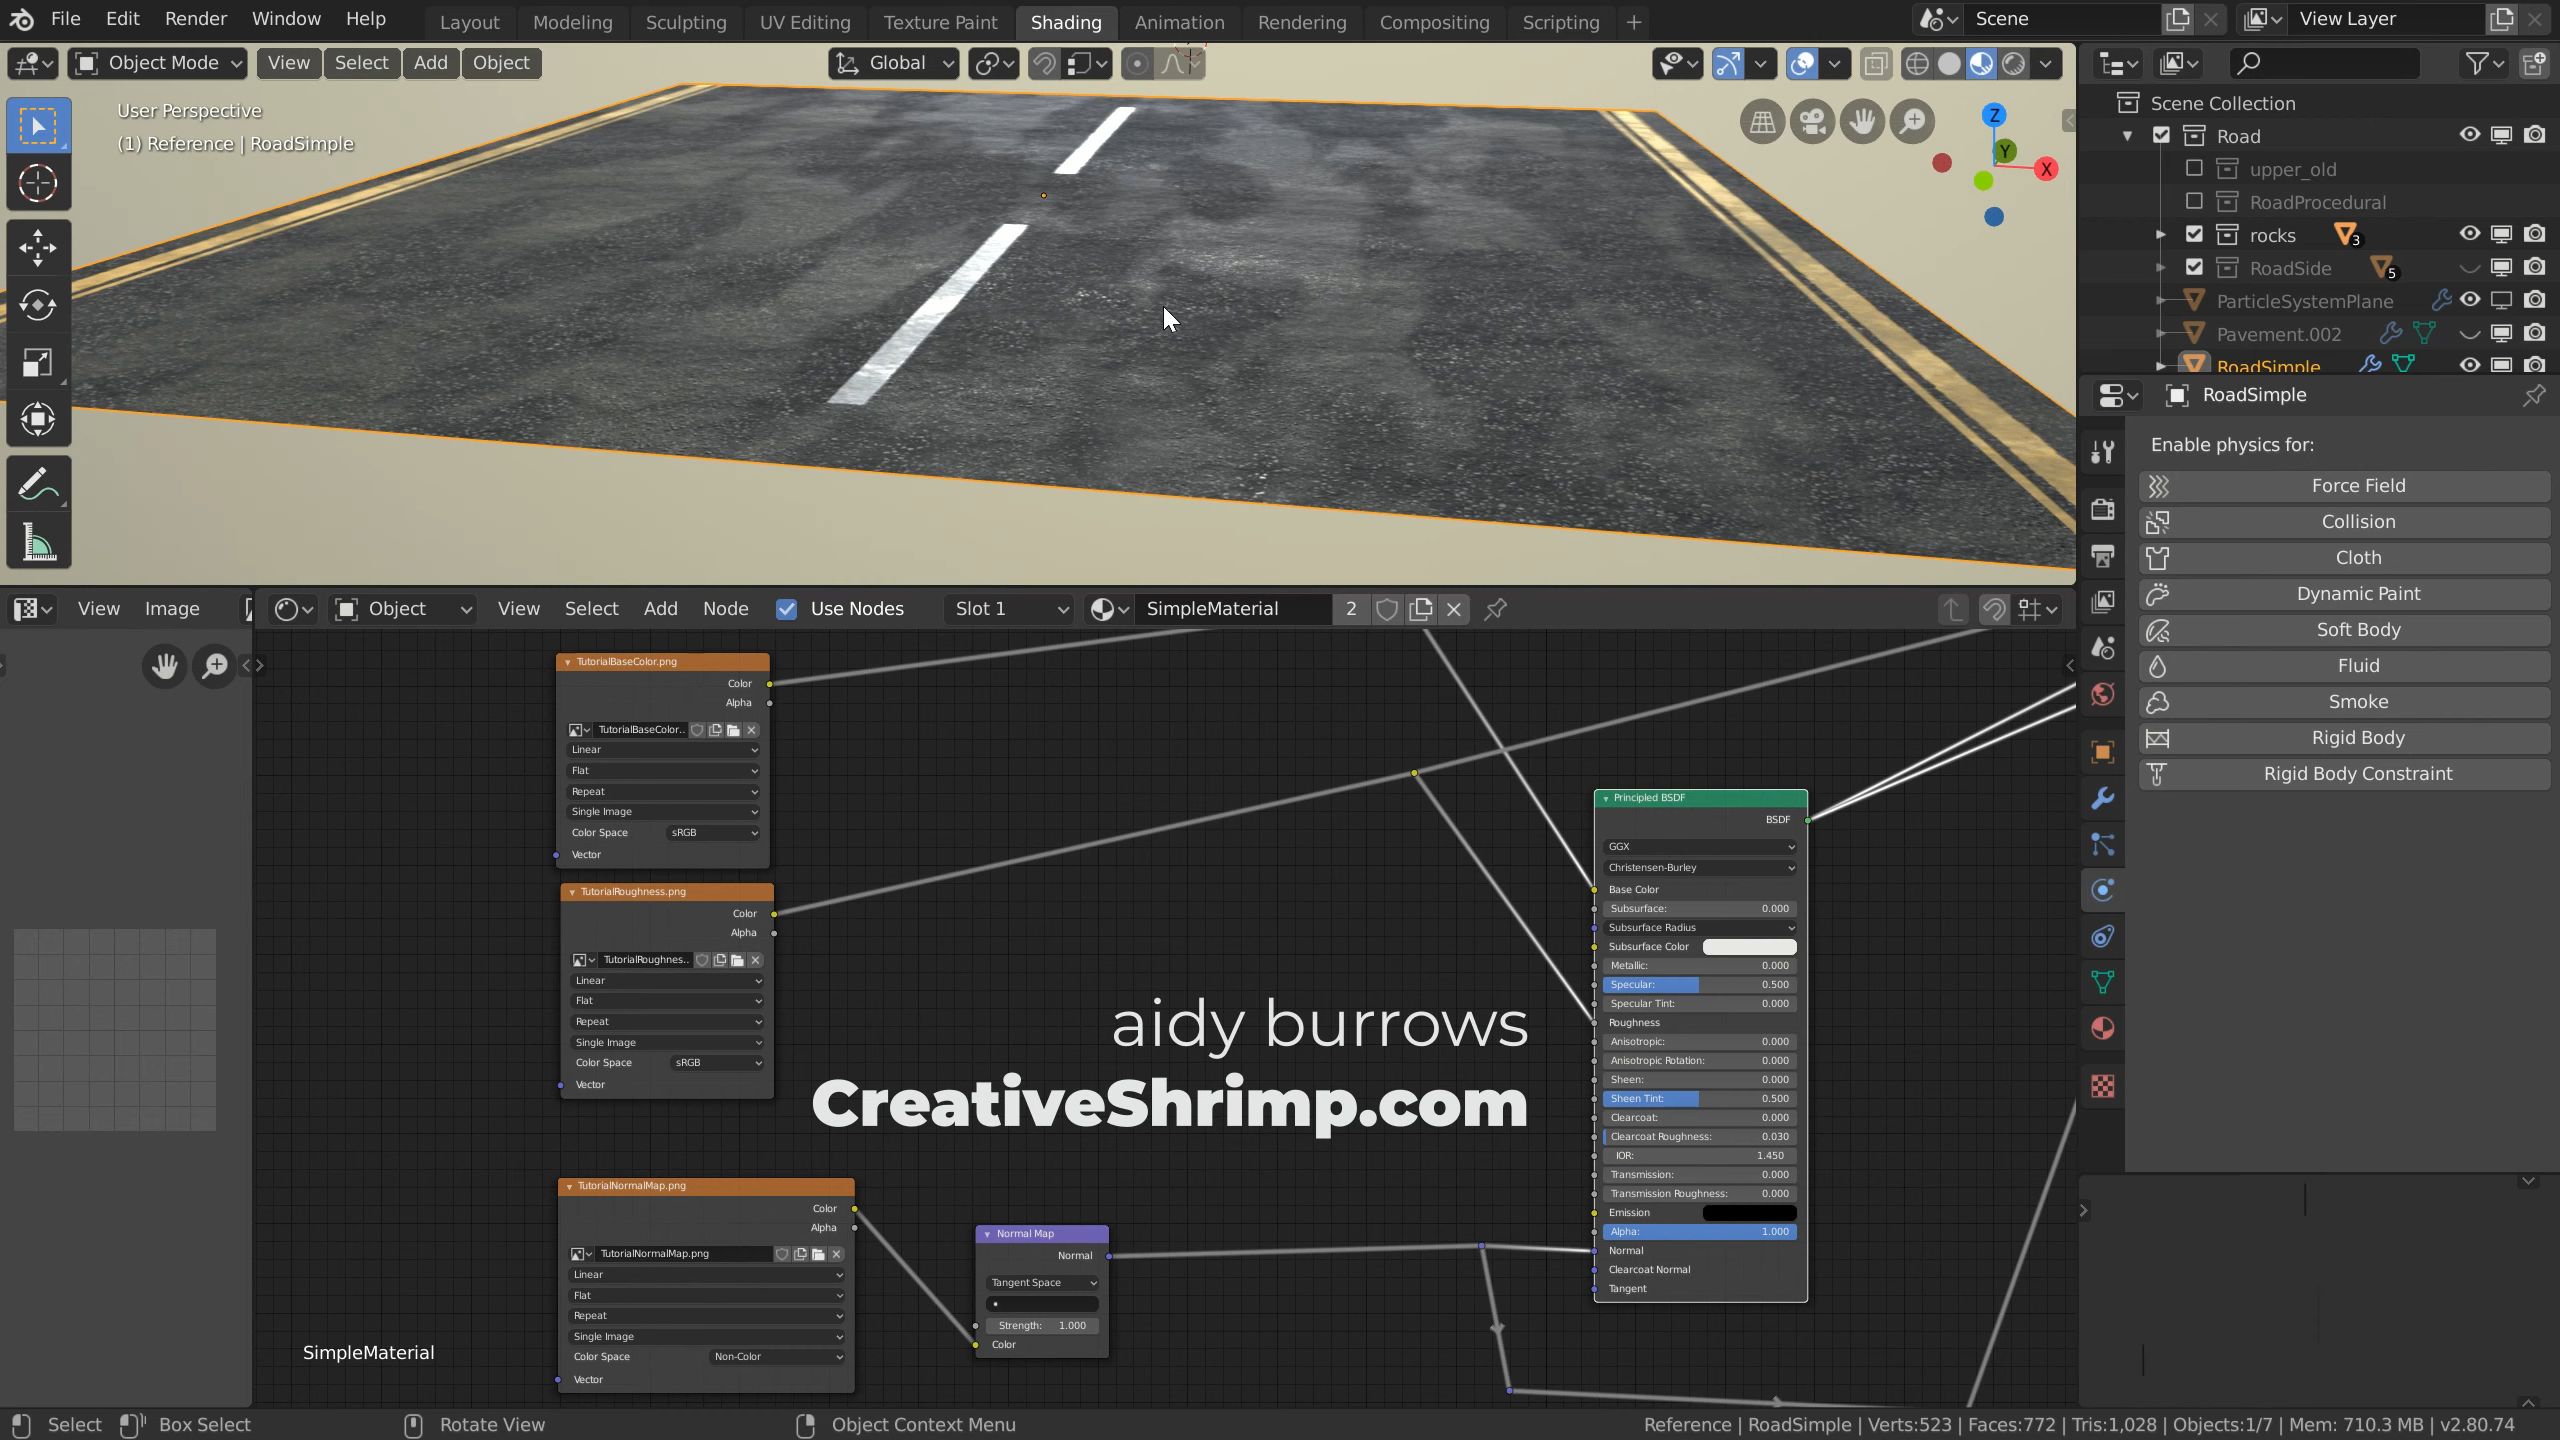 File Edit Render Window Help Layout Modeling Sculpting UV Editing Texture Paint Shading Animation Rendering Compositing Scripting + Scene View Layer
Object Mode View Select Add Object Global
User Perspective
(1) Reference | RoadSimple
Z
Y
X
Scene Collection
Road
upper_old
RoadProcedural
rocks 3
RoadSide 5
ParticleSystemPlane
Pavement.002
RoadSimple
RoadSimple
Enable physics for:
Force Field
Collision
Cloth
Dynamic Paint
Soft Body
Fluid
Smoke
Rigid Body
Rigid Body Constraint
View Image Object View Select Add Node Use Nodes Slot 1 SimpleMaterial 2
TutorialBaseColor.png
Color
Alpha
TutorialBaseColor..
Linear
Flat
Repeat
Single Image
Color Space sRGB
Vector
TutorialRoughness.png
Color
Alpha
TutorialRoughnes..
Linear
Flat
Repeat
Single Image
Color Space sRGB
Vector
TutorialNormalMap.png
Color
Alpha
TutorialNormalMap.png
Linear
Flat
Repeat
Single Image
Color Space Non-Color
Vector
Normal Map
Normal
Tangent Space
Strength: 1.000
Color
Principled BSDF
BSDF
GGX
Christensen-Burley
Base Color
Subsurface: 0.000
Subsurface Radius
Subsurface Color
Metallic: 0.000
Specular: 0.500
Specular Tint: 0.000
Roughness
Anisotropic: 0.000
Anisotropic Rotation: 0.000
Sheen: 0.000
Sheen Tint: 0.500
Clearcoat: 0.000
Clearcoat Roughness: 0.030
IOR: 1.450
Transmission: 0.000
Transmission Roughness: 0.000
Emission
Alpha: 1.000
Normal
Clearcoat Normal
Tangent
aidy burrows
CreativeShrimp.com
SimpleMaterial
Select Box Select Rotate View Object Context Menu Reference | RoadSimple | Verts:523 | Faces:772 | Tris:1,028 | Objects:1/7 | Mem: 710.3 MB | v2.80.74